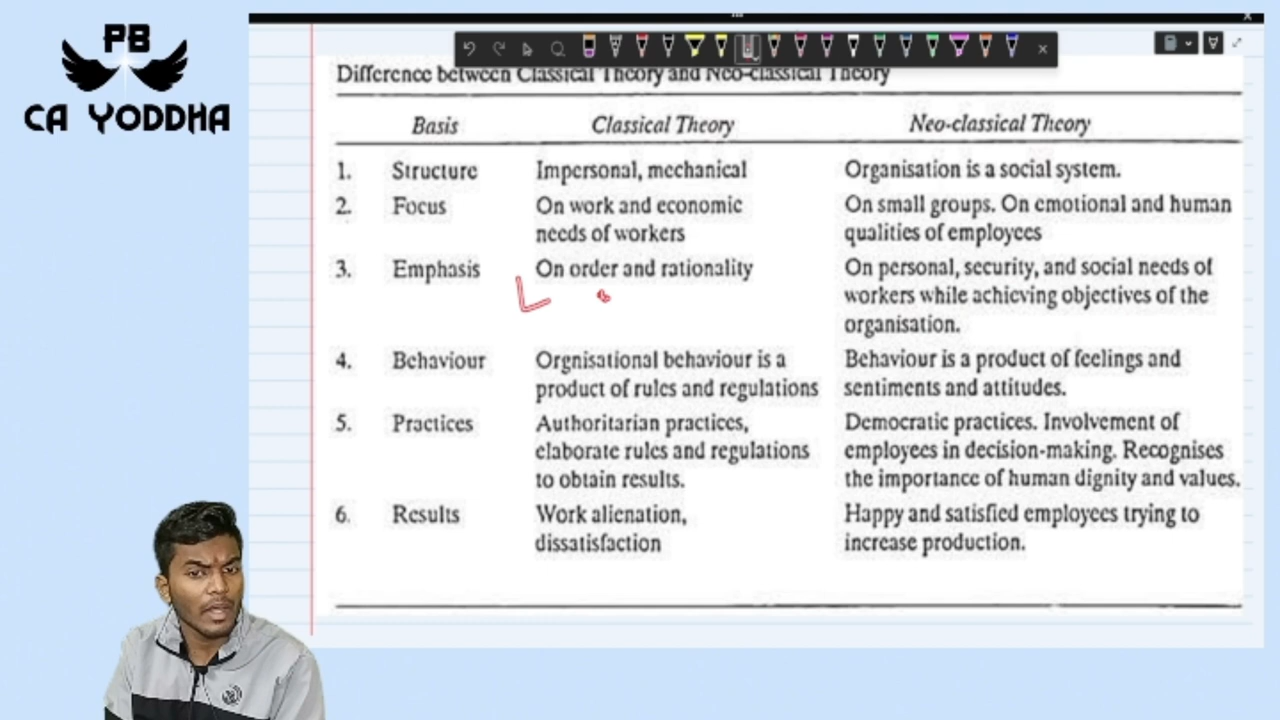 PB
CA YODDHA
Difference between Classical Theory and Neo-classical Theory
Basis Classical Theory Neo-classical Theory
1. Structure Impersonal, mechanical Organisation is a social system.
2. Focus On work and economic On small groups. On emotional and human
needs of workers qualities of employees
3. Emphasis On order and rationality On personal, security, and social needs of
workers while achieving objectives of the
organisation.
4. Behaviour Orgnisational behaviour is a Behaviour is a product of feelings and
product of rules and regulations sentiments and attitudes.
5. Practices Authoritarian practices, Democratic practices. Involvement of
elaborate rules and regulations employees in decision-making. Recognises
to obtain results. the importance of human dignity and values.
6. Results Work alienation, Happy and satisfied employees trying to
dissatisfaction increase production.